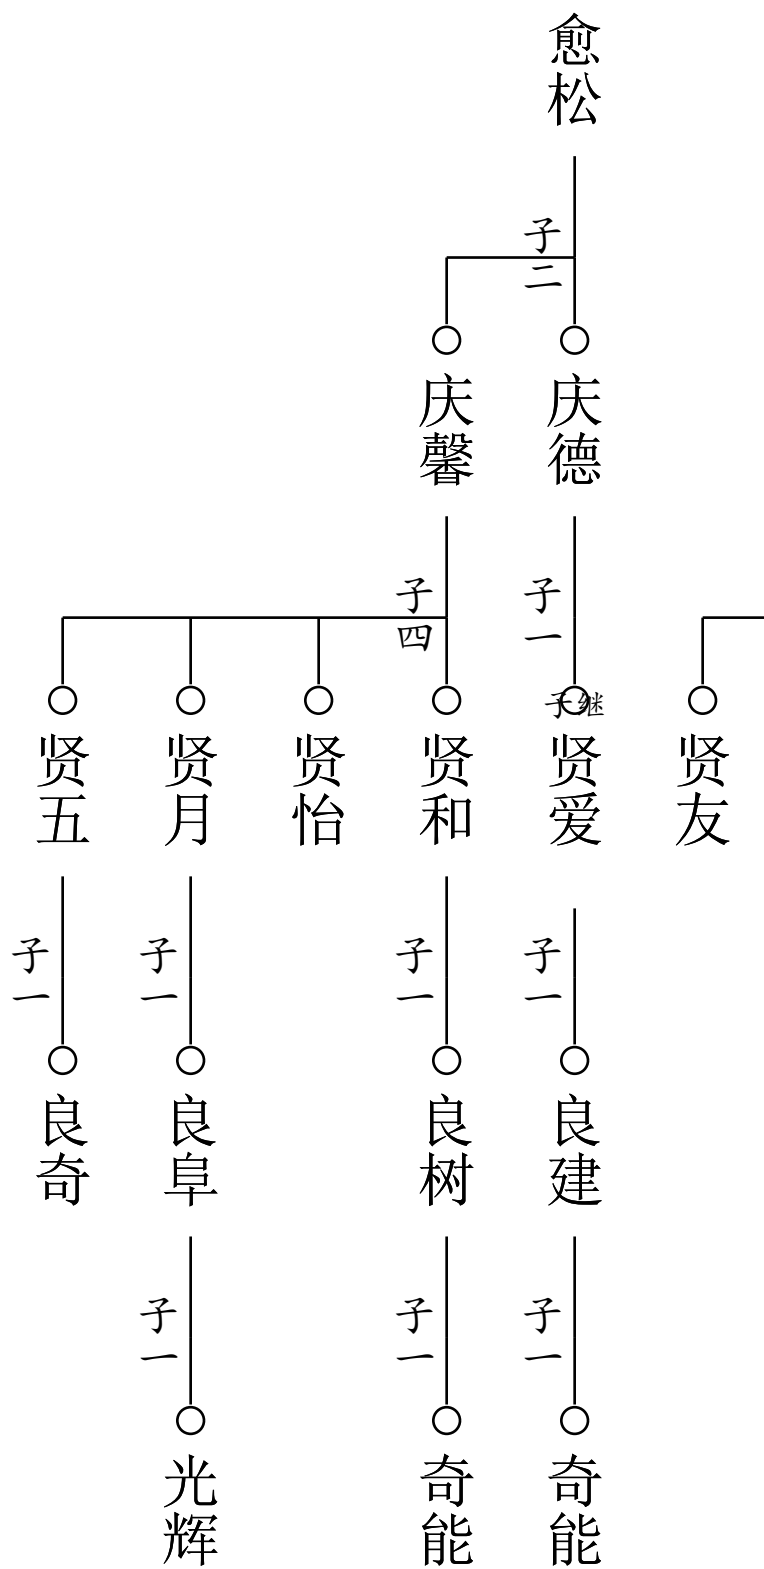 愈松
子二
庆德
庆馨
子一
子四
贤友
继子
贤爱
贤和
贤怡
贤月
贤五
子一
子一
子一
子一
良建
良树
良阜
良奇
子一
子一
子一
奇能
奇能
光辉